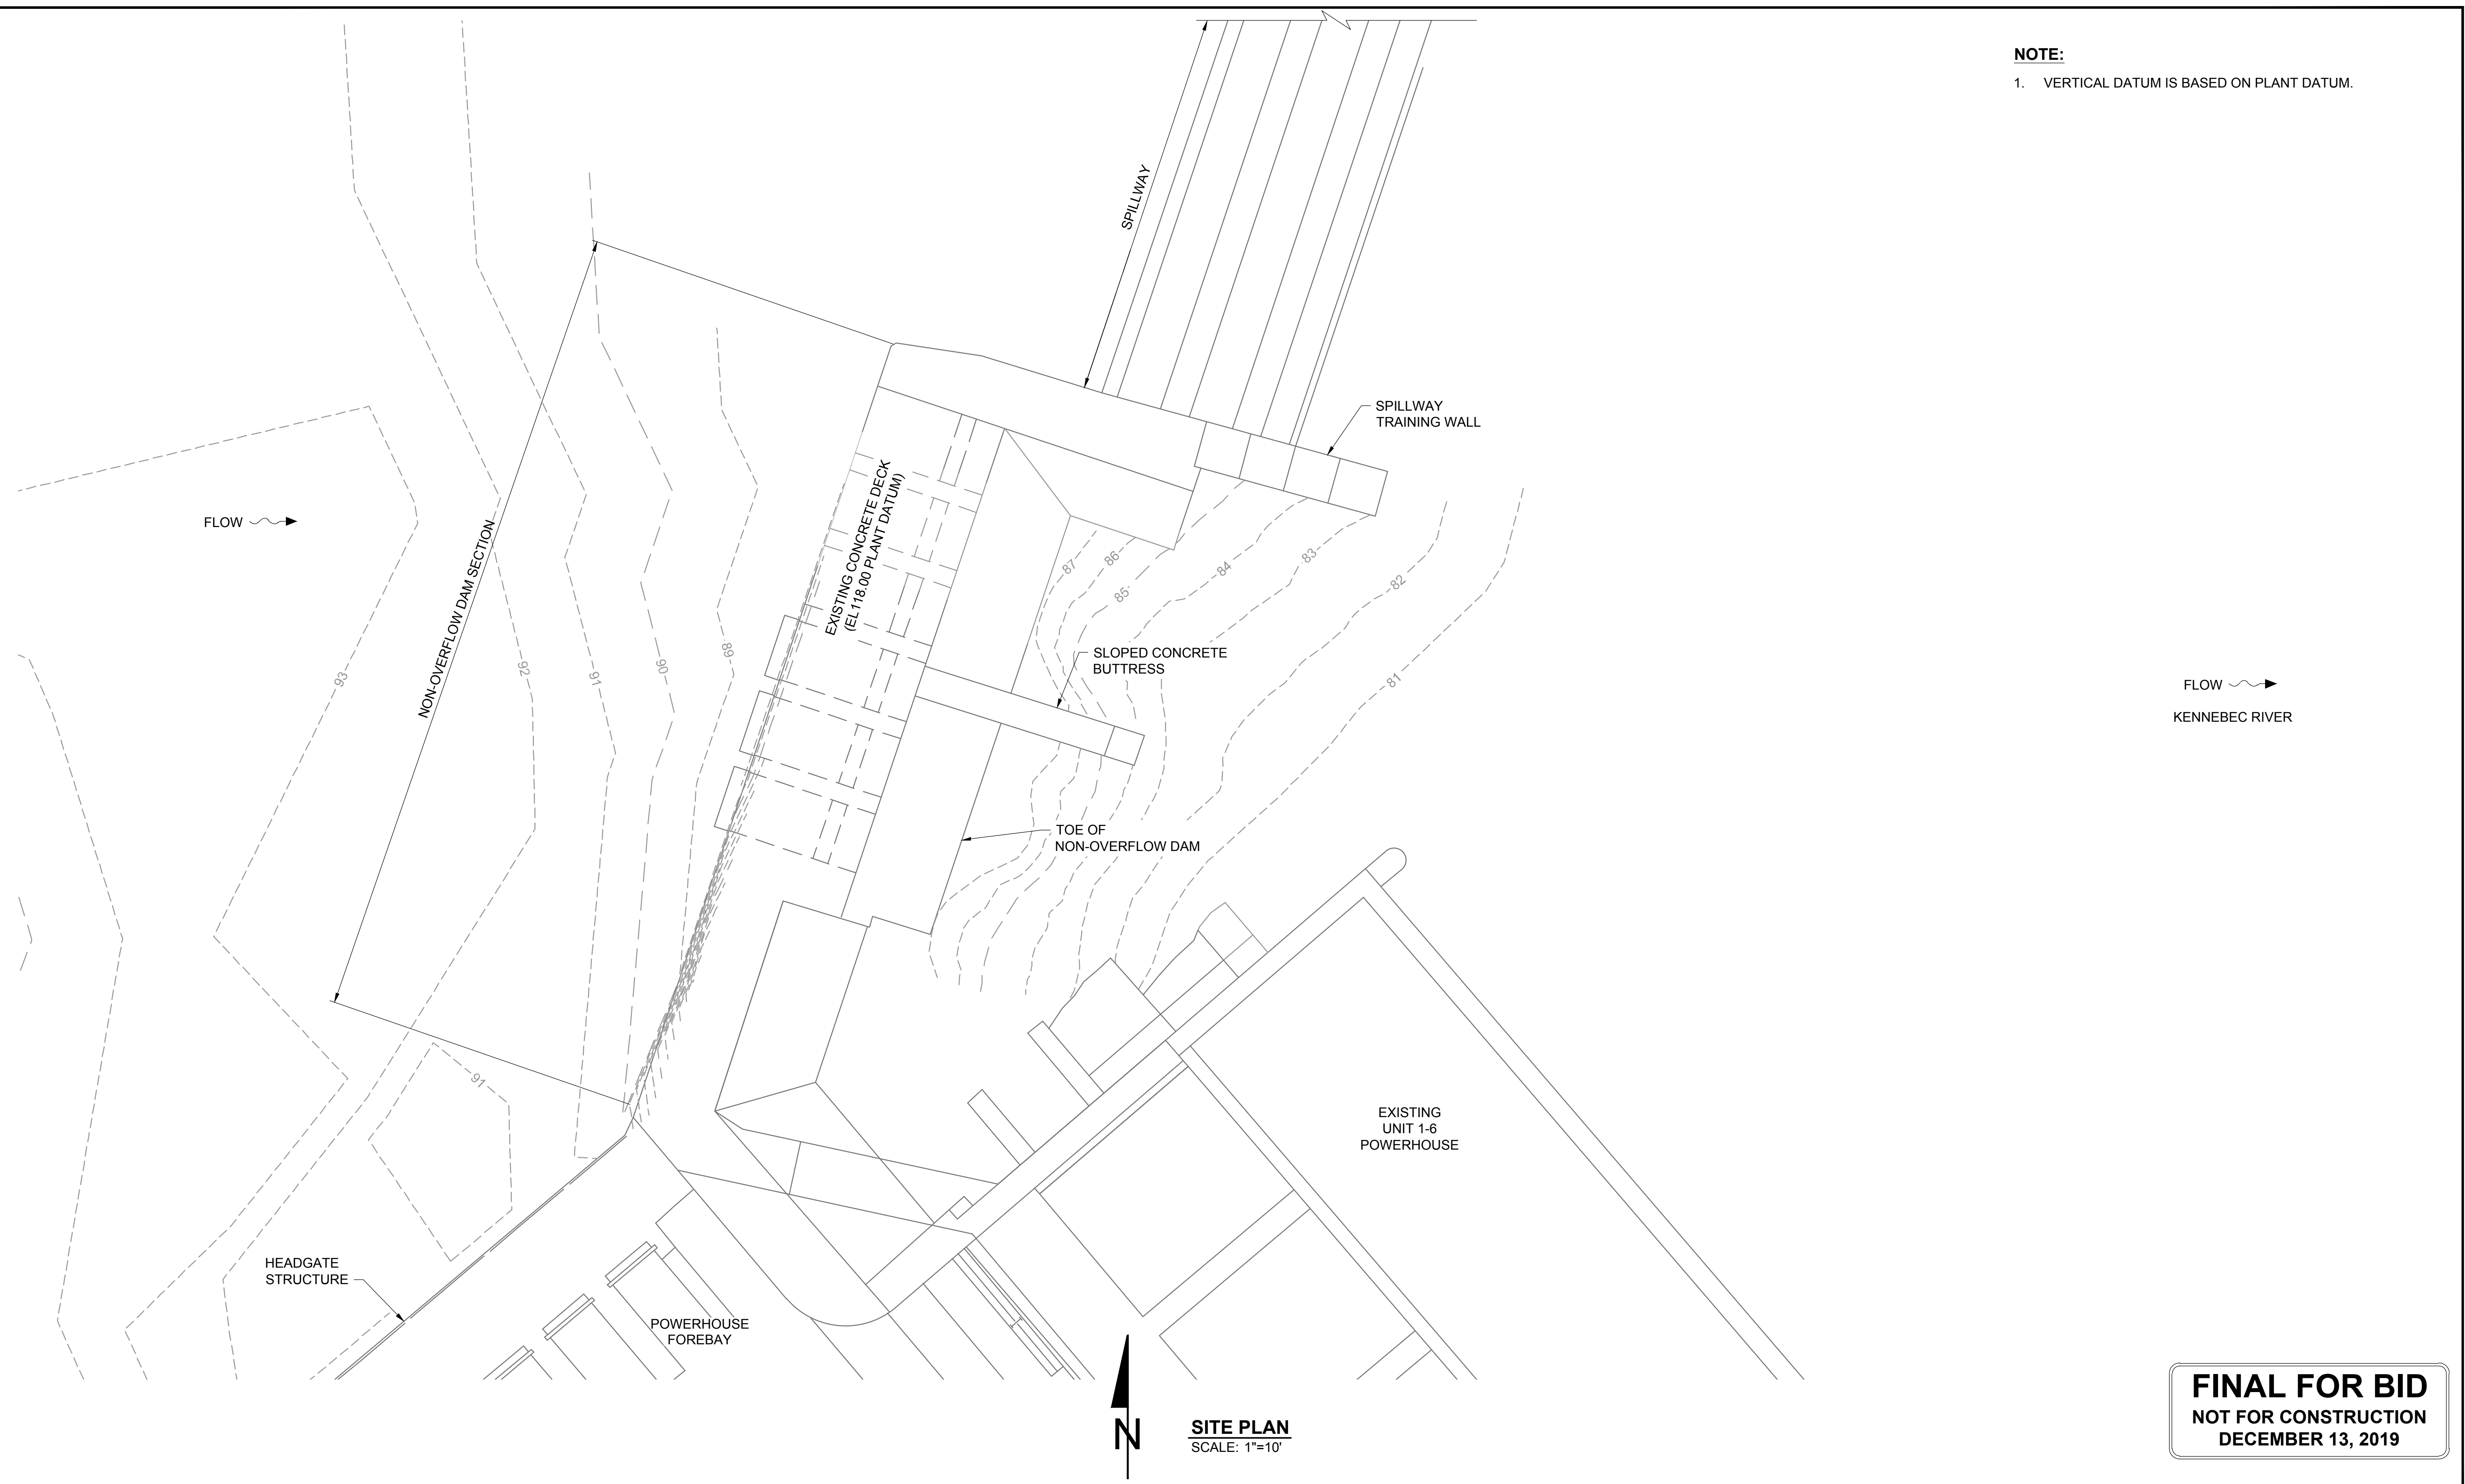 NOTE:
1. VERTICAL DATUM IS BASED ON PLANT DATUM.
SPILLWAY
SPILLWAY
TRAINING WALL
EXISTING CONCRETE DECK
(EL118.00 PLANT DATUM)
FLOW
NON-OVERFLOW DAM SECTION
87
86
85
84
83
82
81
93
92
91
90
89
SLOPED CONCRETE
BUTTRESS
FLOW
KENNEBEC RIVER
TOE OF
NON-OVERFLOW DAM
91
EXISTING
UNIT 1-6
POWERHOUSE
HEADGATE
STRUCTURE
POWERHOUSE
FOREBAY
N
SITE PLAN
SCALE: 1"=10'
FINAL FOR BID
NOT FOR CONSTRUCTION
DECEMBER 13, 2019